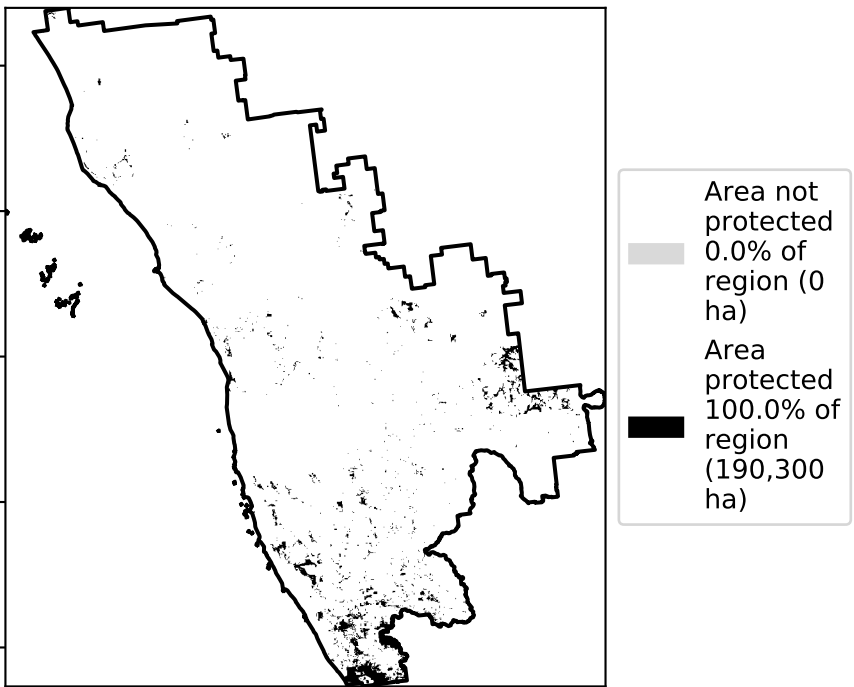 Area not
protected
0.0% of
region (0
ha)
Area
protected
100.0% of
region
(190,300
ha)